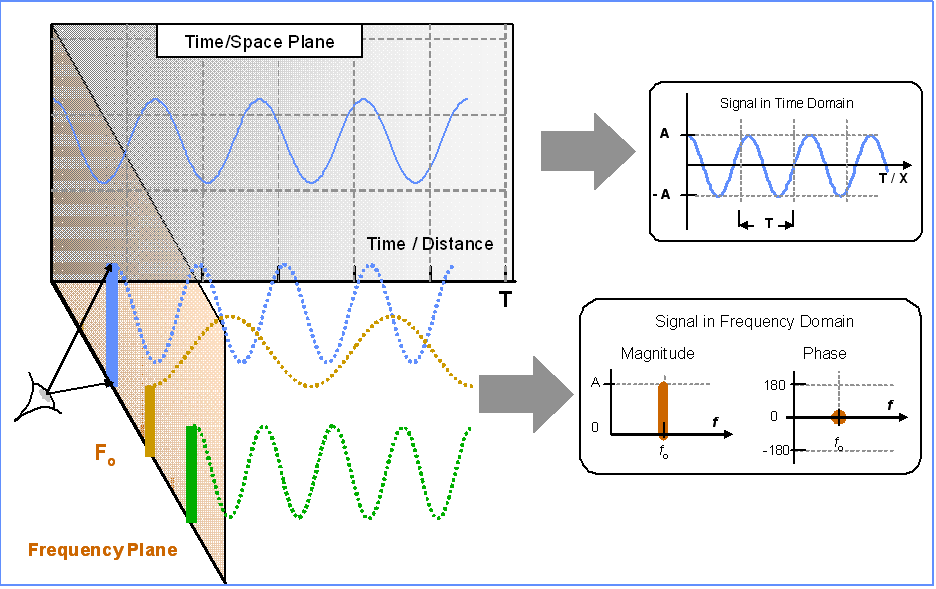 Time/Space Plane
Time / Distance
T
Fo
Frequency Plane
Signal in Time Domain
A
- A
T / X
T
Signal in Frequency Domain
Magnitude
A
0
f
fo
Phase
180
0
-180
f
fo